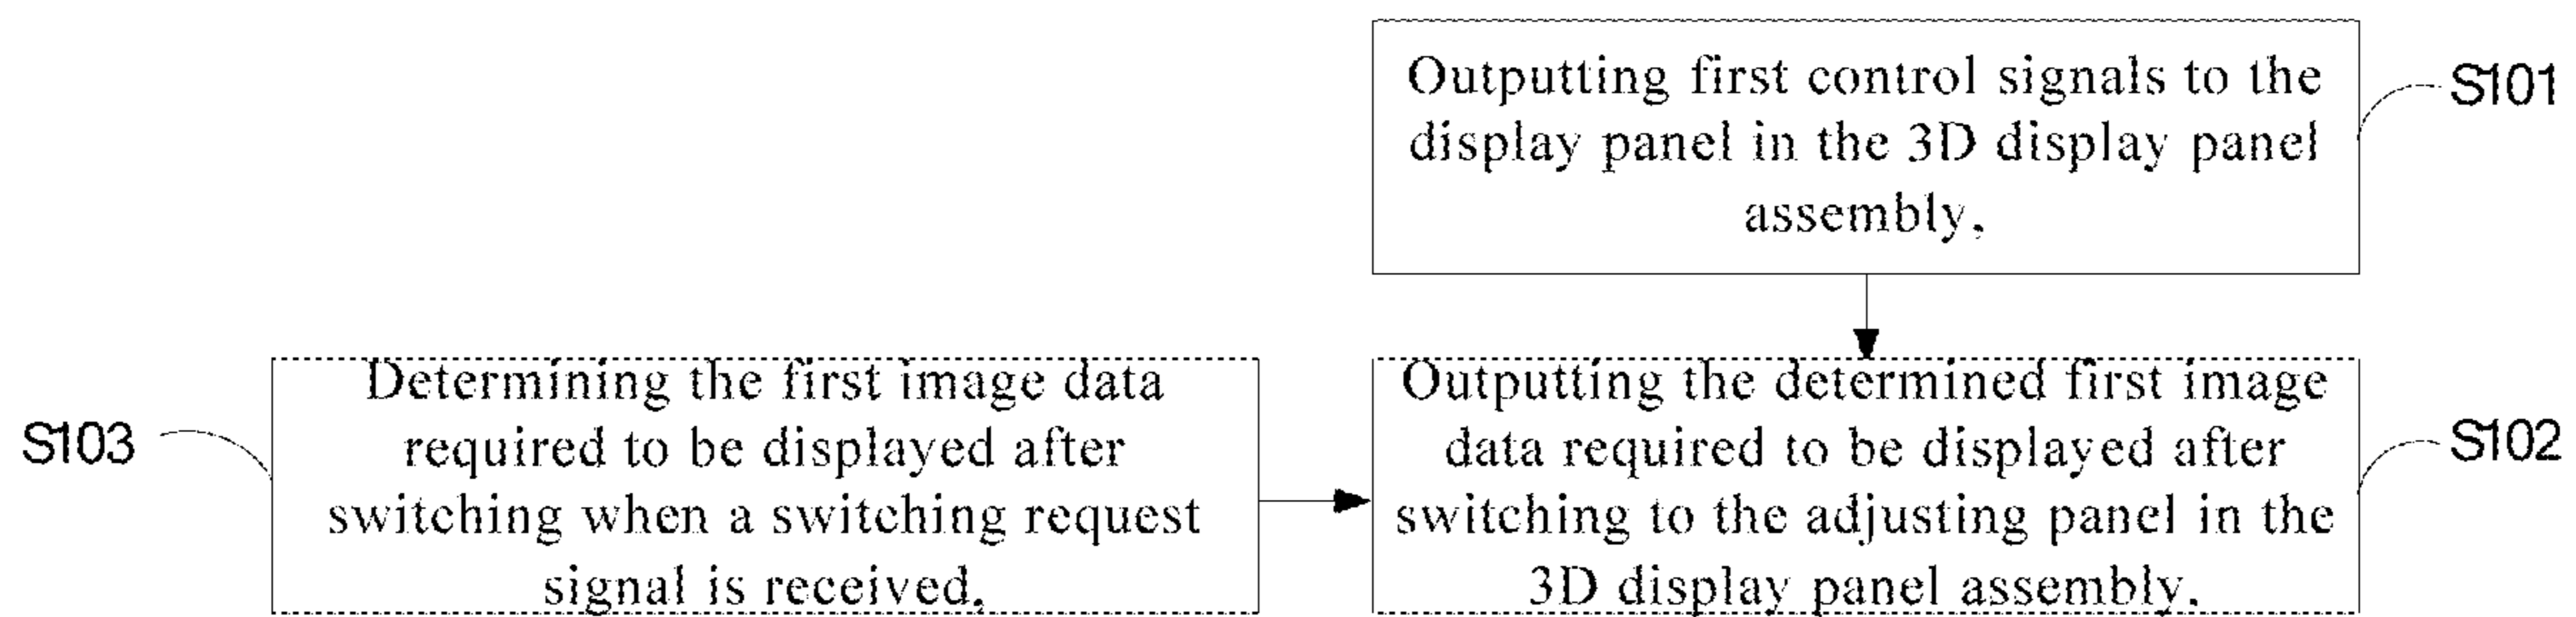 Outputting first control signals to the
display panel in the 3D display panel
assembly,
S101
Determining the first image data
required to be displayed after
switching when a switching request
signal is received,
S103
Outputting the determined first image
data required to be displayed after
switching to the adjusting panel in the
3D display panel assembly,
S102